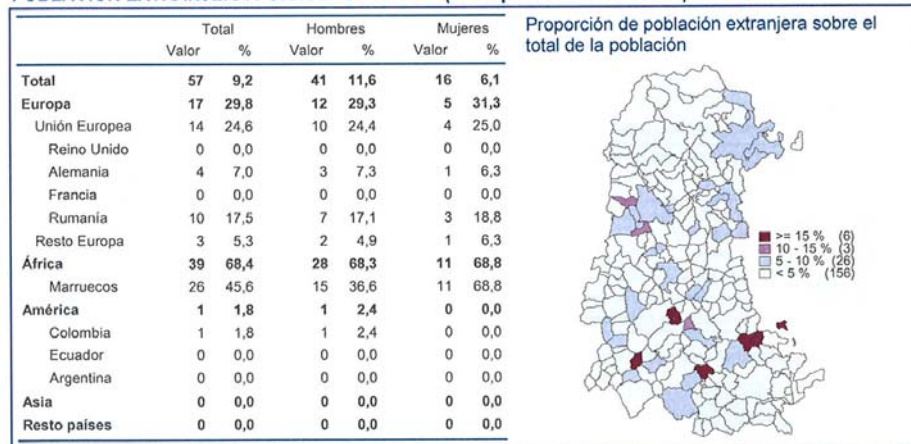 Total Hombres Mujeres
Valor % Valor % Valor %
Total 57 9,2 41 11,6 16 6,1
Europa 17 29,8 12 29,3 5 31,3
Unión Europea 14 24,6 10 24,4 4 25,0
Reino Unido 0 0,0 0 0,0 0 0,0
Alemania 4 7,0 3 7,3 1 6,3
Francia 0 0,0 0 0,0 0 0,0
Rumanía 10 17,5 7 17,1 3 18,8
Resto Europa 3 5,3 2 4,9 1 6,3
África 39 68,4 28 68,3 11 68,8
Marruecos 26 45,6 15 36,6 11 68,8
América 1 1,8 1 2,4 0 0,0
Colombia 1 1,8 1 2,4 0 0,0
Ecuador 0 0,0 0 0,0 0 0,0
Argentina 0 0,0 0 0,0 0 0,0
Asia 0 0,0 0 0,0 0 0,0
Resto países 0 0,0 0 0,0 0 0,0
Proporción de población extranjera sobre el
total de la población
>= 15 % (6)
10 - 15 % (3)
5 - 10 % (26)
< 5 % (156)